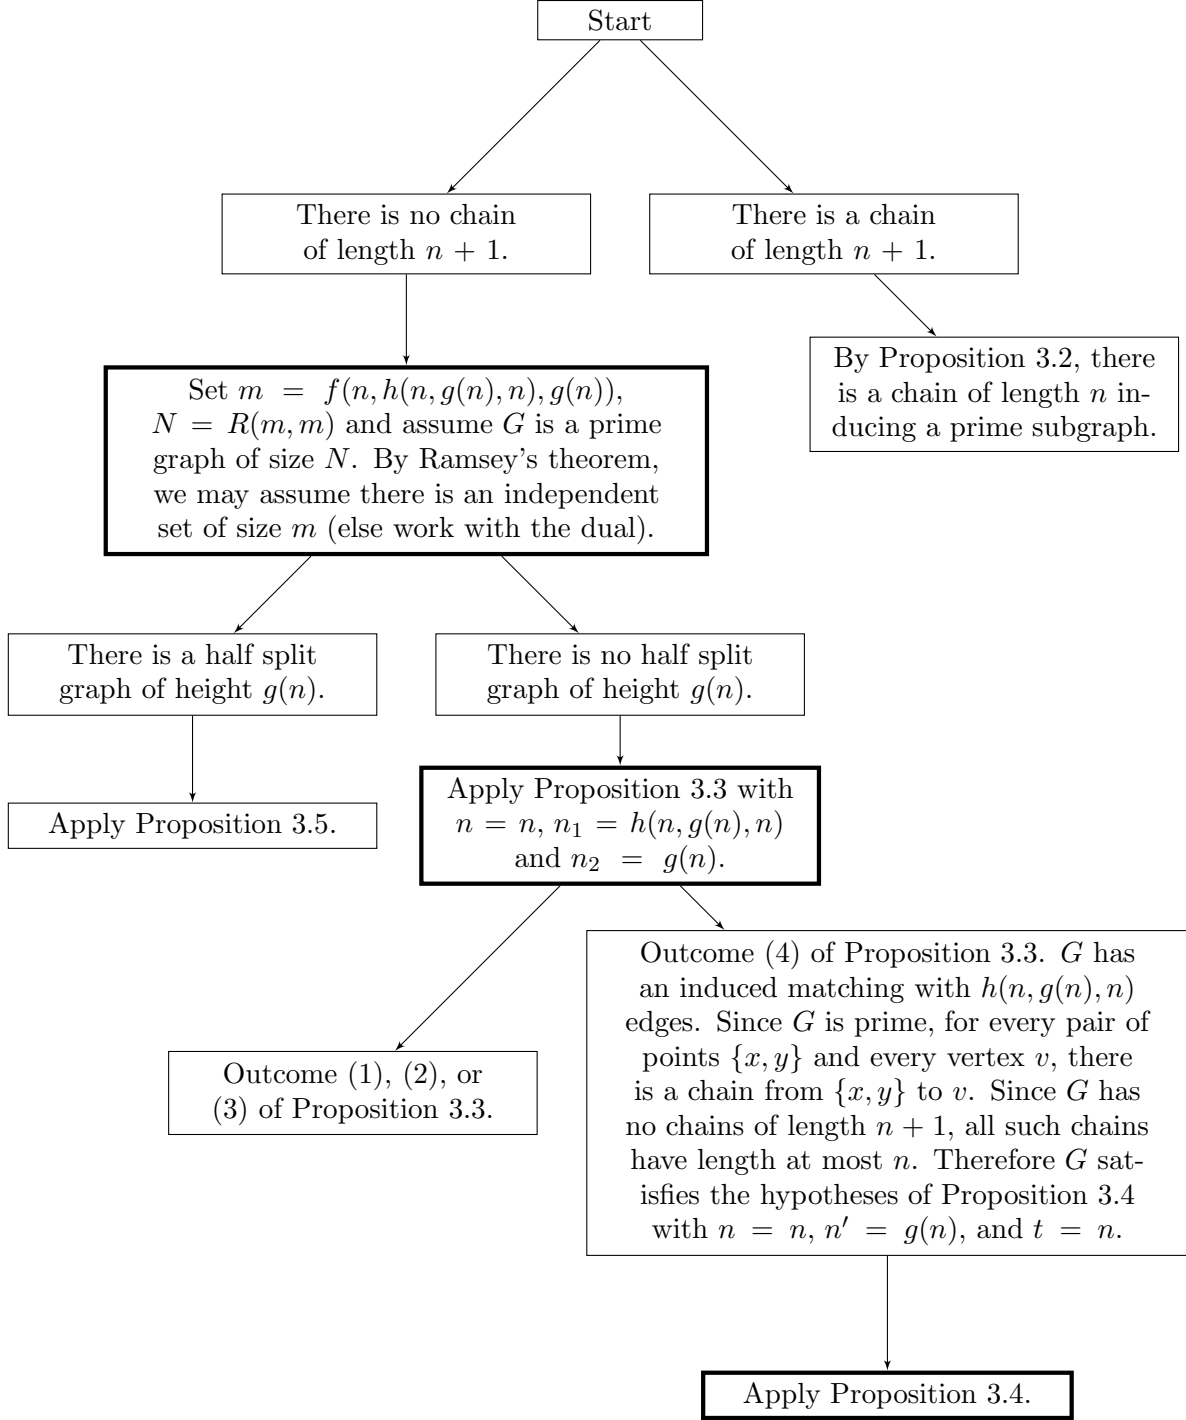 Start
There is no chain
of length n + 1.
There is a chain
of length n + 1.
By Proposition 3.2, there
is a chain of length n in-
ducing a prime subgraph.
Set m = f(n, h(n, g(n), n), g(n)),
N = R(m, m) and assume G is a prime
graph of size N. By Ramsey's theorem,
we may assume there is an independent
set of size m (else work with the dual).
There is a half split
graph of height g(n).
There is no half split
graph of height g(n).
Apply Proposition 3.5.
Apply Proposition 3.3 with
n = n, n₁ = h(n, g(n), n)
and n₂ = g(n).
Outcome (1), (2), or
(3) of Proposition 3.3.
Outcome (4) of Proposition 3.3. G has
an induced matching with h(n, g(n), n)
edges. Since G is prime, for every pair of
points {x, y} and every vertex v, there
is a chain from {x, y} to v. Since G has
no chains of length n + 1, all such chains
have length at most n. Therefore G sat-
isfies the hypotheses of Proposition 3.4
with n = n, n′ = g(n), and t = n.
Apply Proposition 3.4.